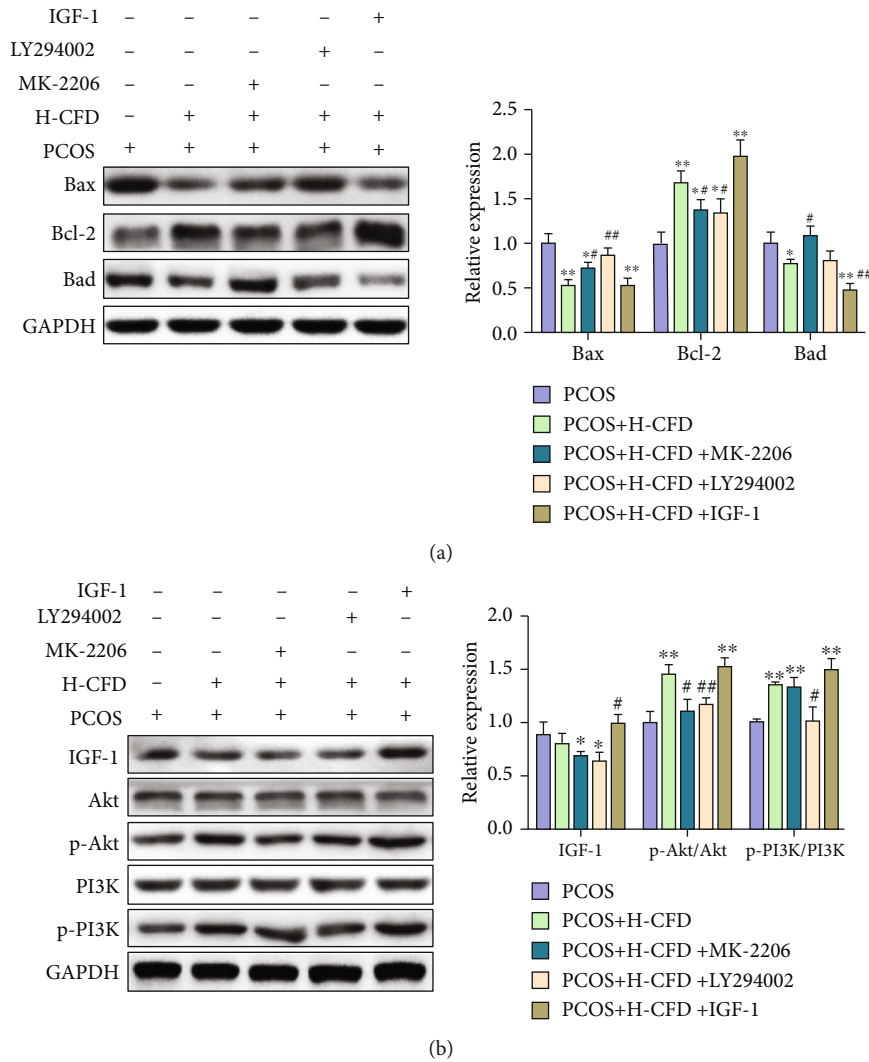 IGF-1 – – – – +
LY294002 – – – + –
MK-2206 – – + – –
H-CFD – + + + +
PCOS + + + + +
Bax
Bcl-2
Bad
GAPDH
Relative expression
2.5
2.0
1.5
1.0
0.5
0.0
** *# ## **
** *# *# **
* # ** ##
Bax Bcl-2 Bad
PCOS
PCOS+H-CFD
PCOS+H-CFD +MK-2206
PCOS+H-CFD +LY294002
PCOS+H-CFD +IGF-1
(a)
IGF-1 – – – – +
LY294002 – – – + –
MK-2206 – – + – –
H-CFD – + + + +
PCOS + + + + +
IGF-1
Akt
p-Akt
PI3K
p-PI3K
GAPDH
Relative expression
2.0
1.5
1.0
0.5
0.0
* * #
** # ## **
** ** # **
IGF-1 p-Akt/Akt p-PI3K/PI3K
PCOS
PCOS+H-CFD
PCOS+H-CFD +MK-2206
PCOS+H-CFD +LY294002
PCOS+H-CFD +IGF-1
(b)